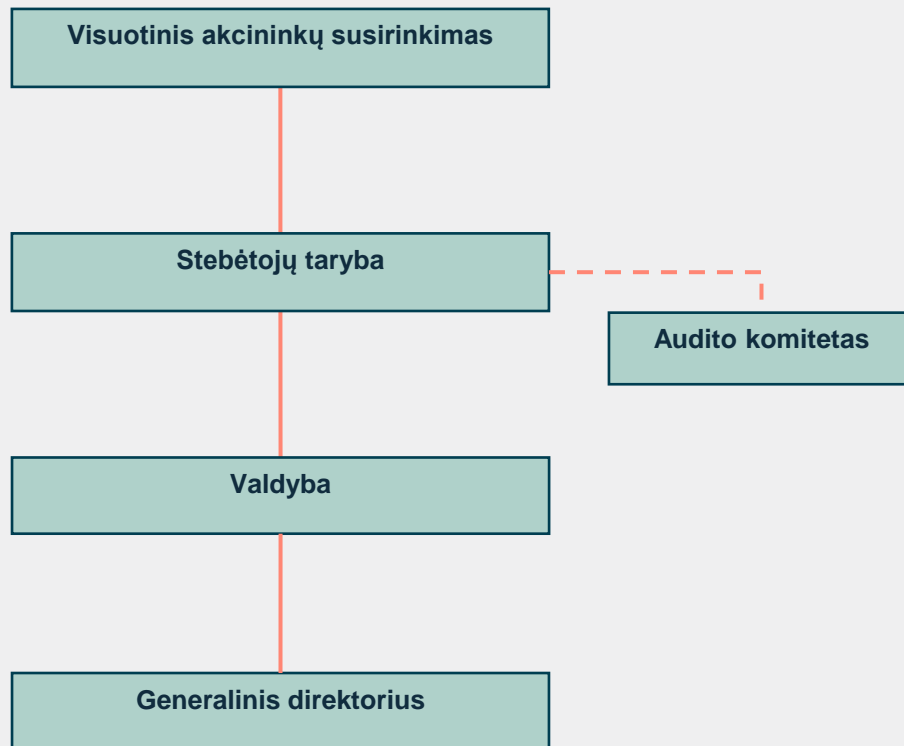 Visuotinis akcininkų susirinkimas
Stebėtojų taryba
Audito komitetas
Valdyba
Generalinis direktorius